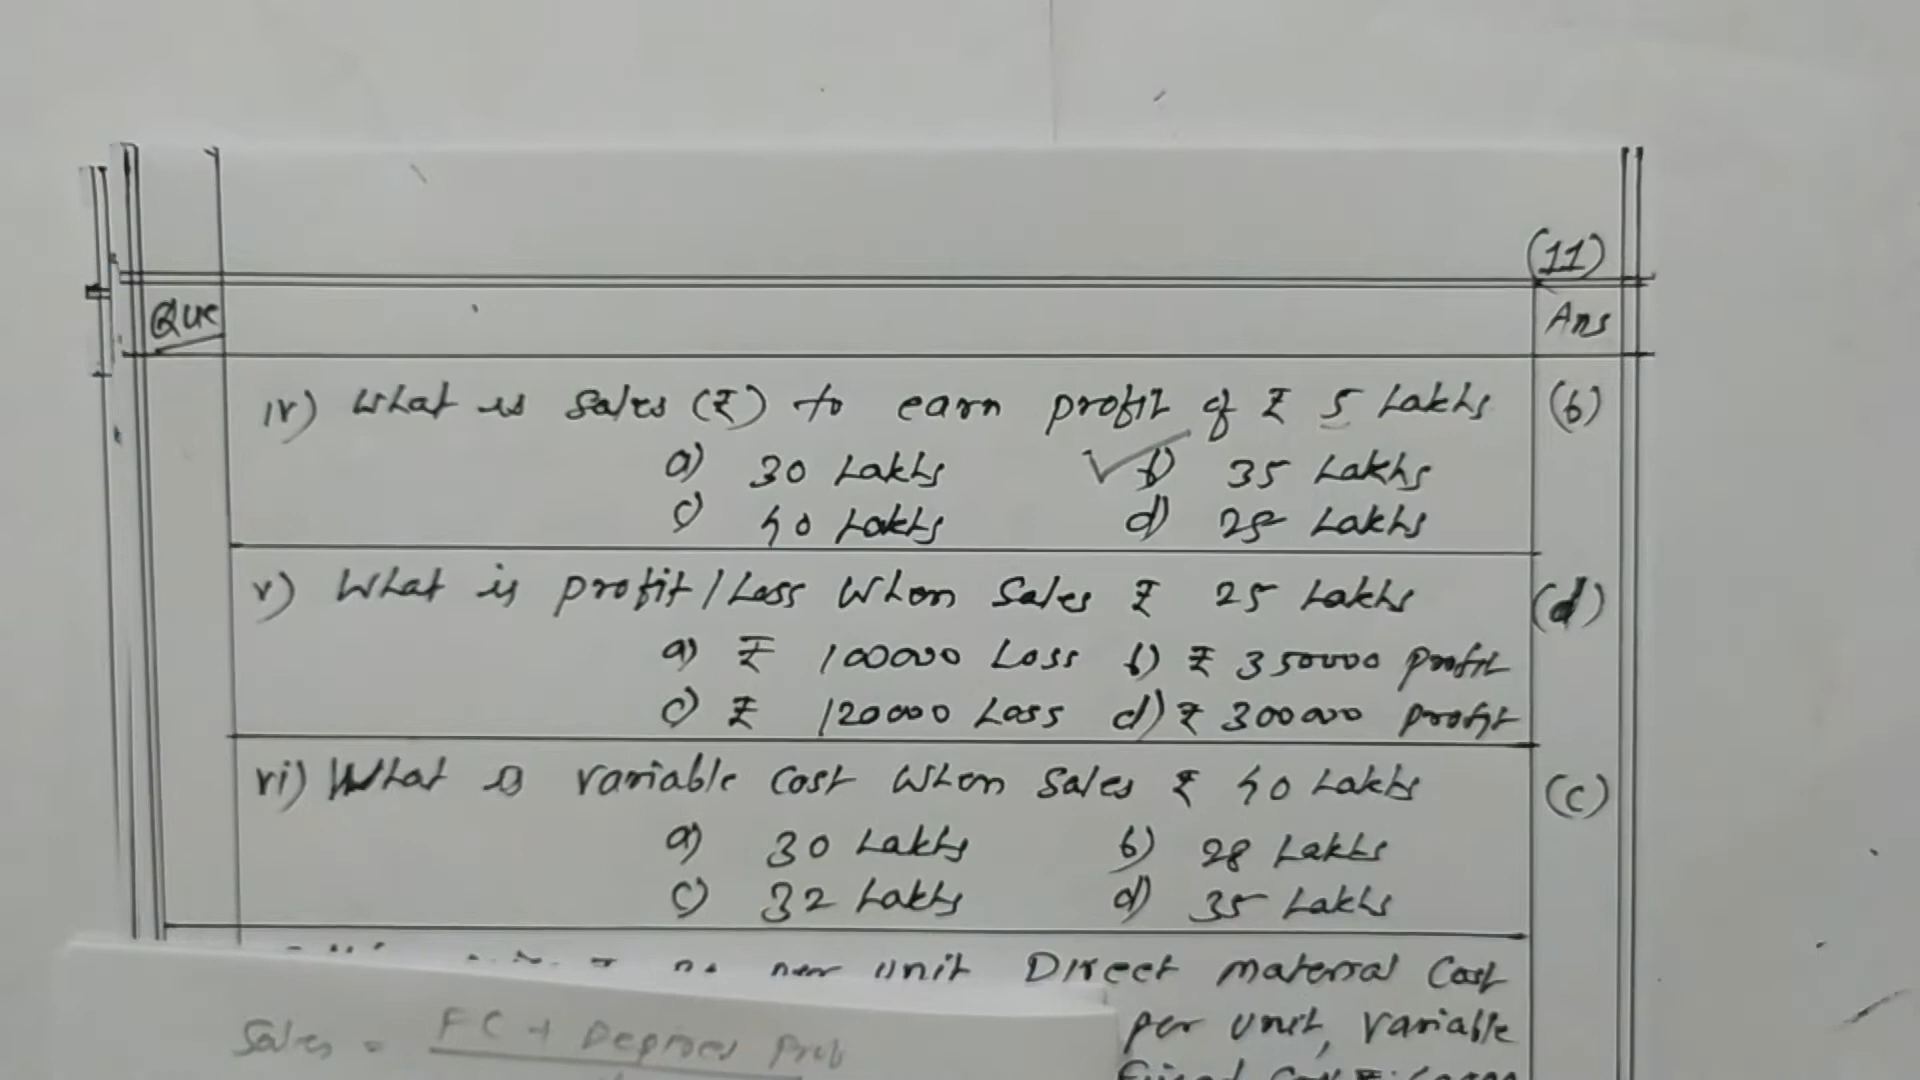 (11)
Que Ans
iv) What is Sales (₹) to earn profit of ₹ 5 Lakhs (b)
a) 30 Lakhs b) 35 Lakhs
c) 40 Lakhs d) 25 Lakhs
v) What is profit/Loss When Sales ₹ 25 Lakhs (d)
a) ₹ 100000 Loss b) ₹ 350000 profit
c) ₹ 120000 Loss d) ₹ 300000 profit
vi) What is variable Cost When Sales ₹ 40 Lakhs (c)
a) 30 Lakhs b) 28 Lakhs
c) 32 Lakhs d) 35 Lakhs
per unit Direct material Cost
per unit, variable
Sales = FC +